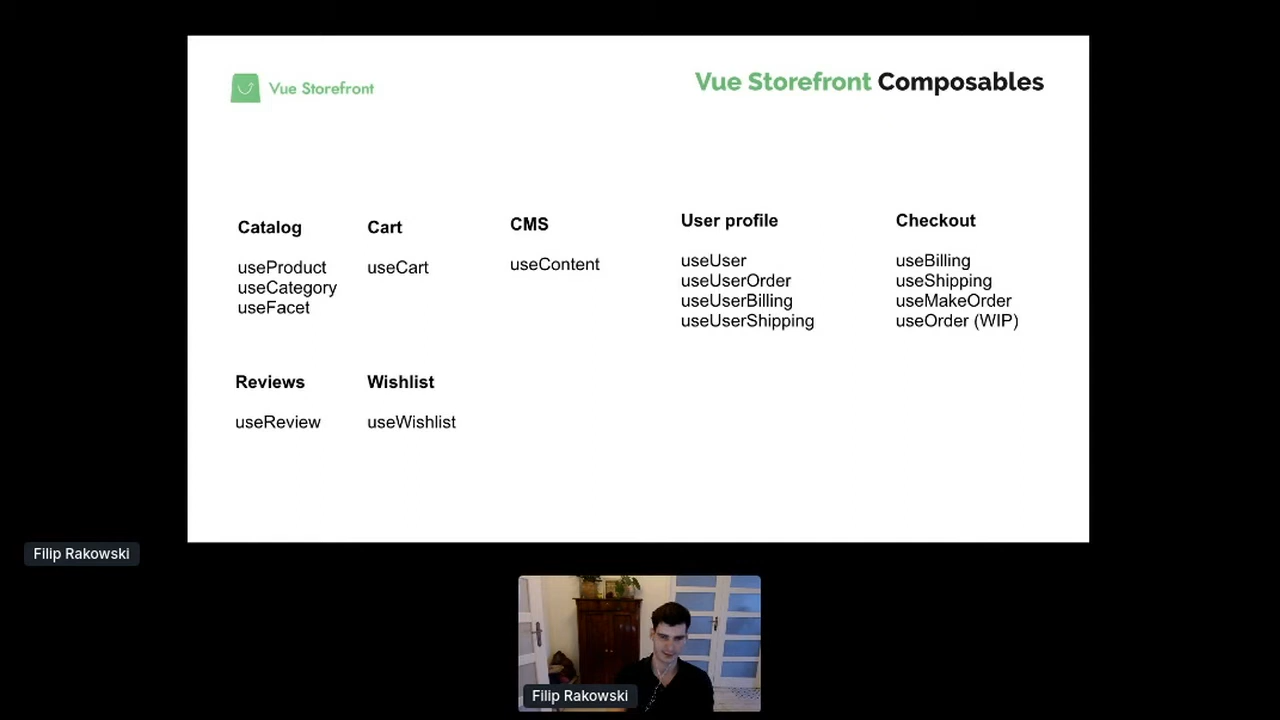 Vue Storefront
Vue Storefront Composables
Catalog
useProduct
useCategory
useFacet
Cart
useCart
CMS
useContent
User profile
useUser
useUserOrder
useUserBilling
useUserShipping
Checkout
useBilling
useShipping
useMakeOrder
useOrder (WIP)
Reviews
useReview
Wishlist
useWishlist
Filip Rakowski
Filip Rakowski